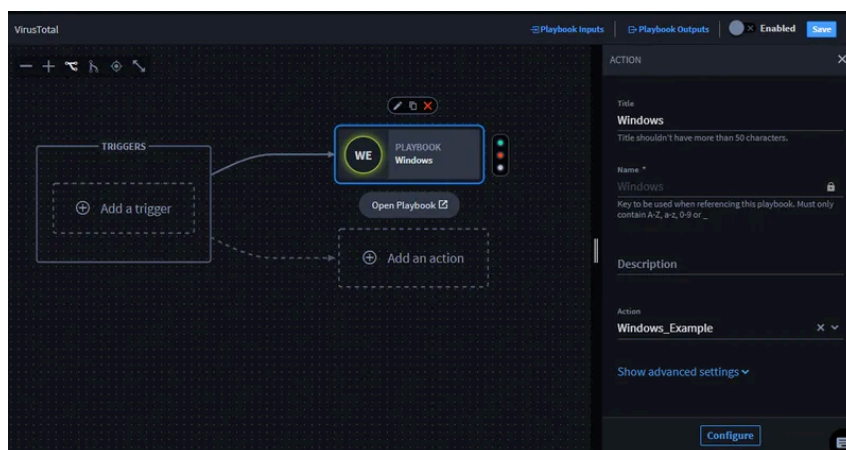 VirusTotal
Playbook Inputs
Playbook Outputs
Enabled
Save
ACTION
Title
Windows
Title shouldn't have more than 50 characters.
Name *
Windows
Key to be used when referencing this playbook. Must only
contain A-Z, a-z, 0-9 or _
Description
Action
Windows_Example
Show advanced settings
Configure
TRIGGERS
Add a trigger
WE
PLAYBOOK
Windows
Open Playbook
Add an action